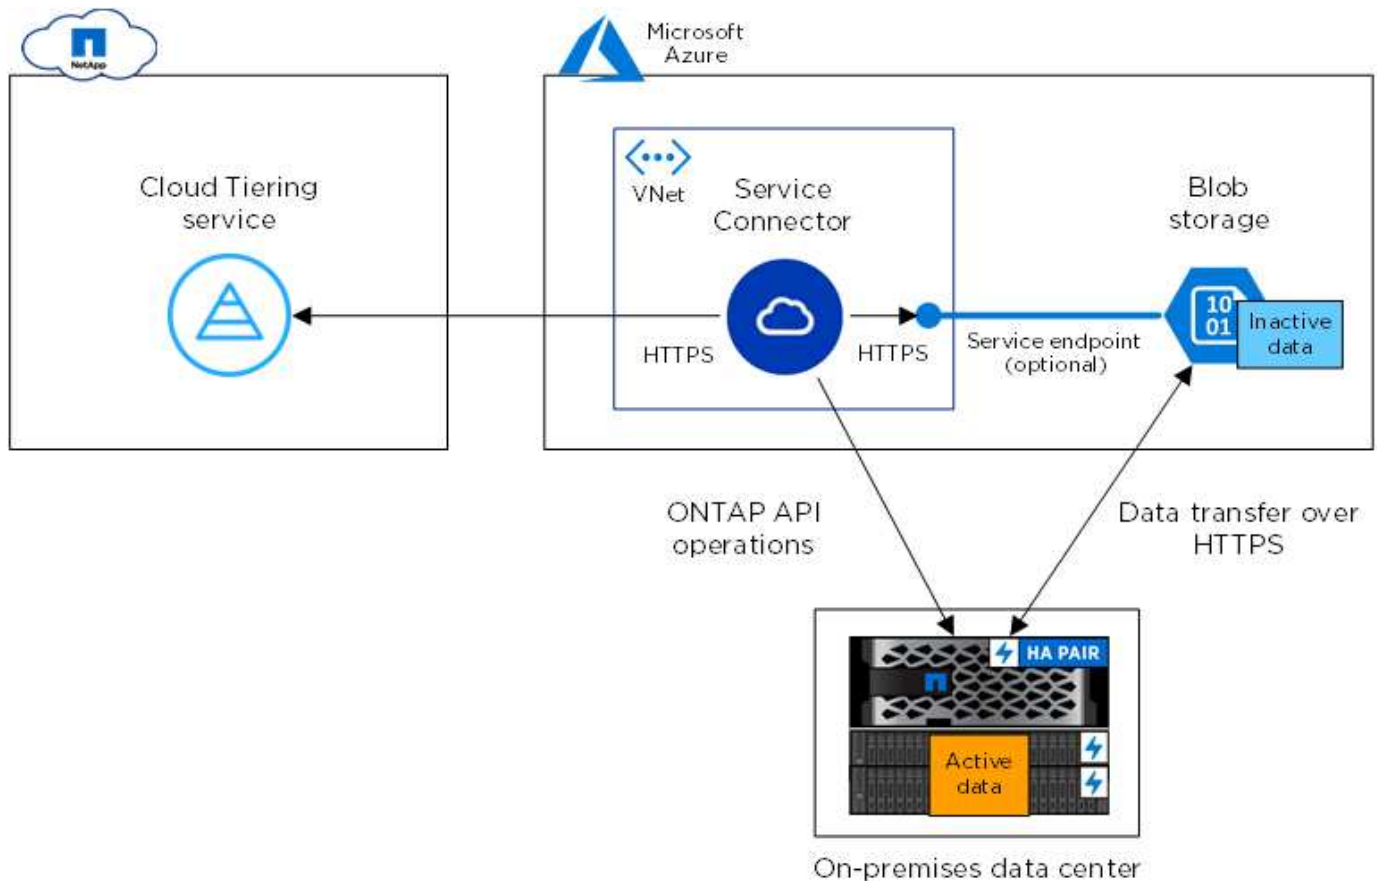 NetApp
Microsoft
Azure
Cloud Tiering
service
VNet
Service
Connector
Blob
storage
10
01
Inactive
data
HTTPS
HTTPS
Service endpoint
(optional)
ONTAP API
operations
Data transfer over
HTTPS
HA PAIR
Active
data
On-premises data center